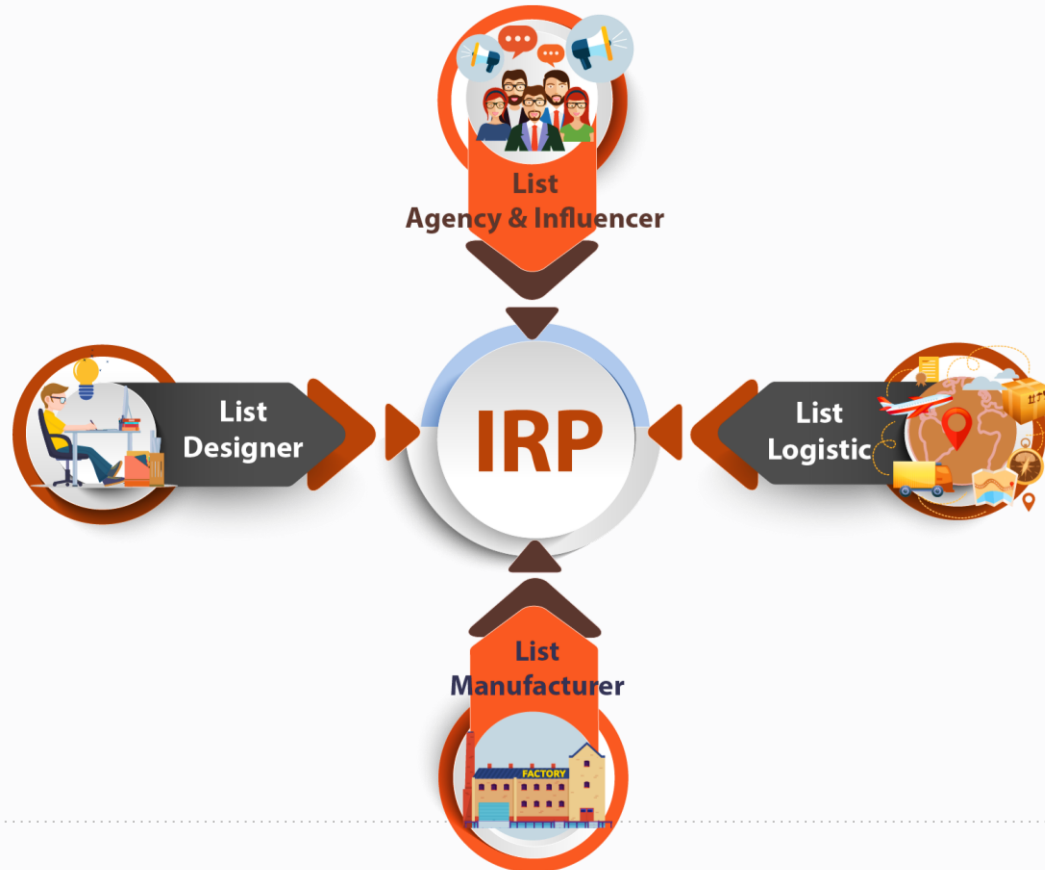 List
Agency & Influencer
List
Designer
IRP
List
Logistic
List
Manufacturer
FACTORY